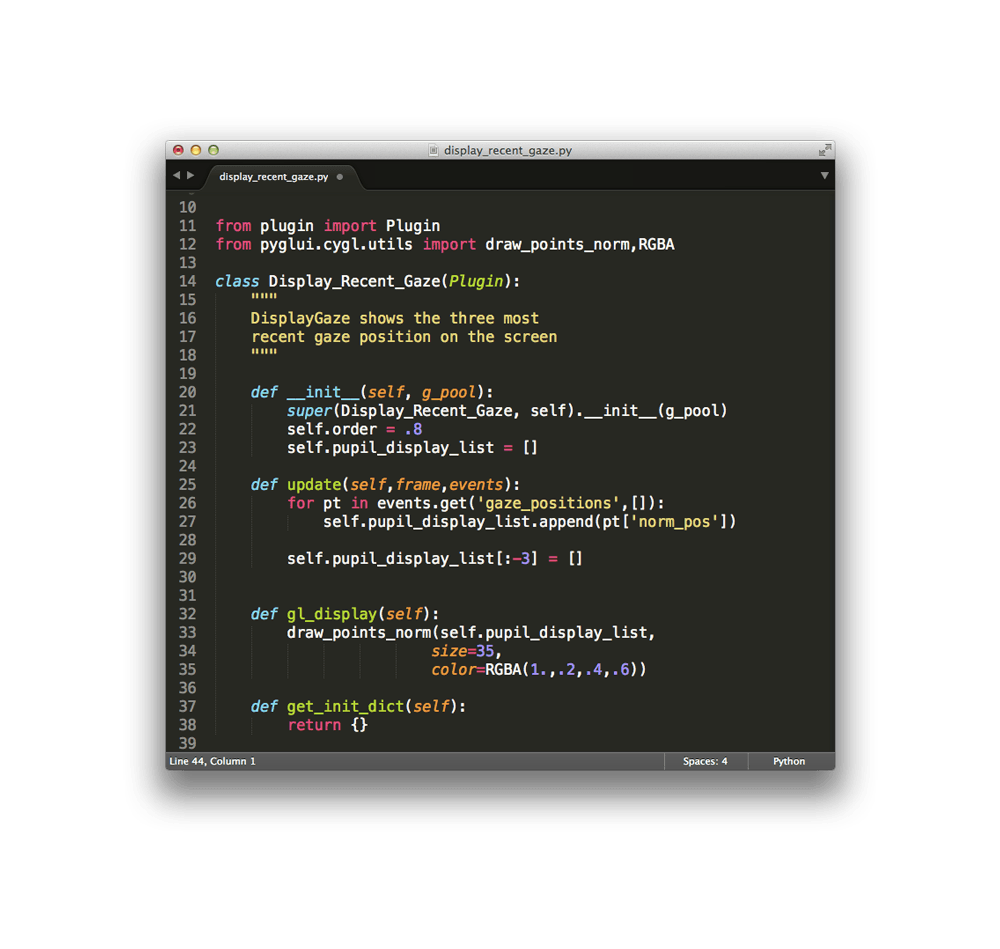 display_recent_gaze.py
display_recent_gaze.py
10
11 from plugin import Plugin
12 from pyglui.cygl.utils import draw_points_norm,RGBA
13
14 class Display_Recent_Gaze(Plugin):
15     """
16     DisplayGaze shows the three most
17     recent gaze position on the screen
18     """
19
20     def __init__(self, g_pool):
21         super(Display_Recent_Gaze, self).__init__(g_pool)
22         self.order = .8
23         self.pupil_display_list = []
24
25     def update(self,frame,events):
26         for pt in events.get('gaze_positions',[]):
27             self.pupil_display_list.append(pt['norm_pos'])
28
29         self.pupil_display_list[:-3] = []
30
31
32     def gl_display(self):
33         draw_points_norm(self.pupil_display_list,
34                         size=35,
35                         color=RGBA(1.,.2,.4,.6))
36
37     def get_init_dict(self):
38         return {}
39
Line 44, Column 1 Spaces: 4 Python